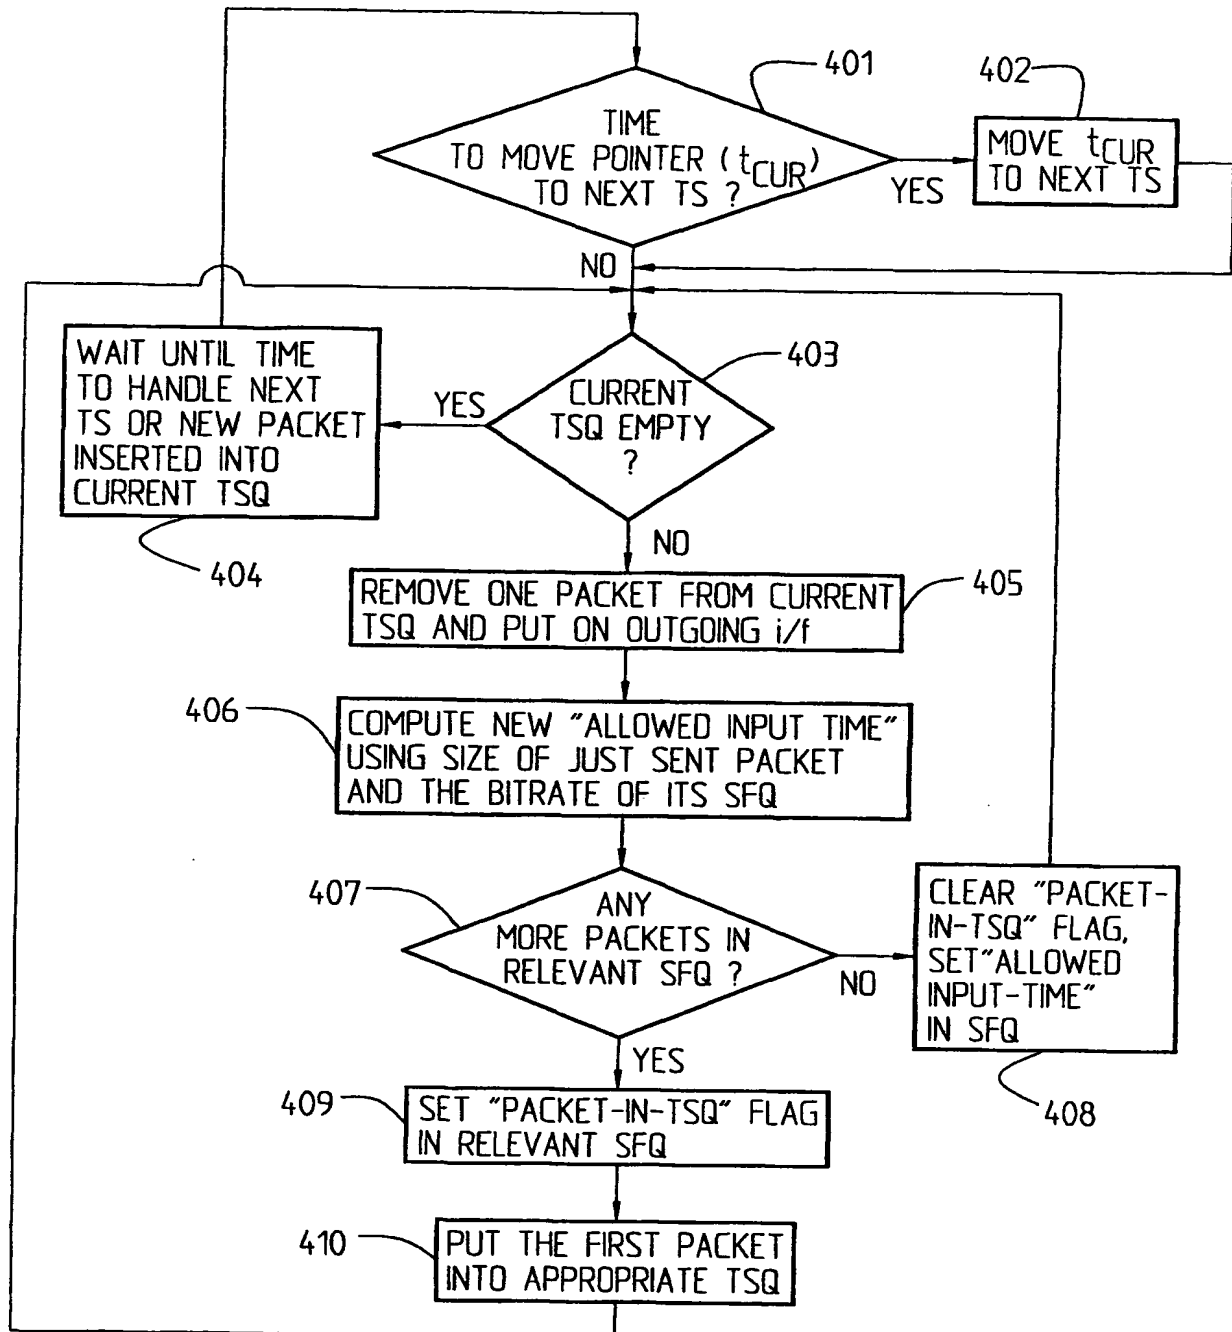 401
402
TIME
TO MOVE POINTER (tCUR)
TO NEXT TS ?
MOVE tCUR
TO NEXT TS
YES
NO
WAIT UNTIL TIME
TO HANDLE NEXT
TS OR NEW PACKET
INSERTED INTO
CURRENT TSQ
YES
CURRENT
TSQ EMPTY
?
403
404
NO
REMOVE ONE PACKET FROM CURRENT
TSQ AND PUT ON OUTGOING i/f
405
406
COMPUTE NEW "ALLOWED INPUT TIME"
USING SIZE OF JUST SENT PACKET
AND THE BITRATE OF ITS SFQ
407
ANY
MORE PACKETS IN
RELEVANT SFQ ?
NO
CLEAR "PACKET-
IN-TSQ" FLAG,
SET"ALLOWED
INPUT-TIME"
IN SFQ
408
YES
409
SET "PACKET-IN-TSQ" FLAG
IN RELEVANT SFQ
410
PUT THE FIRST PACKET
INTO APPROPRIATE TSQ